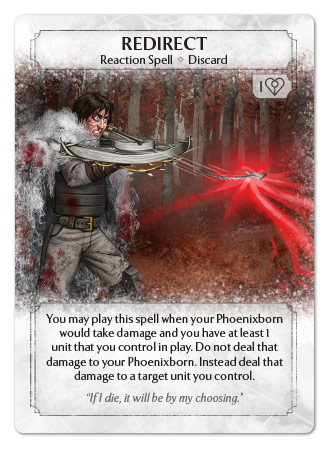 REDIRECT
Reaction Spell ◇ Discard
1
You may play this spell when your Phoenixborn
would take damage and you have at least 1
unit that you control in play. Do not deal that
damage to your Phoenixborn. Instead deal that
damage to a target unit you control.
"If I die, it will be by my choosing."